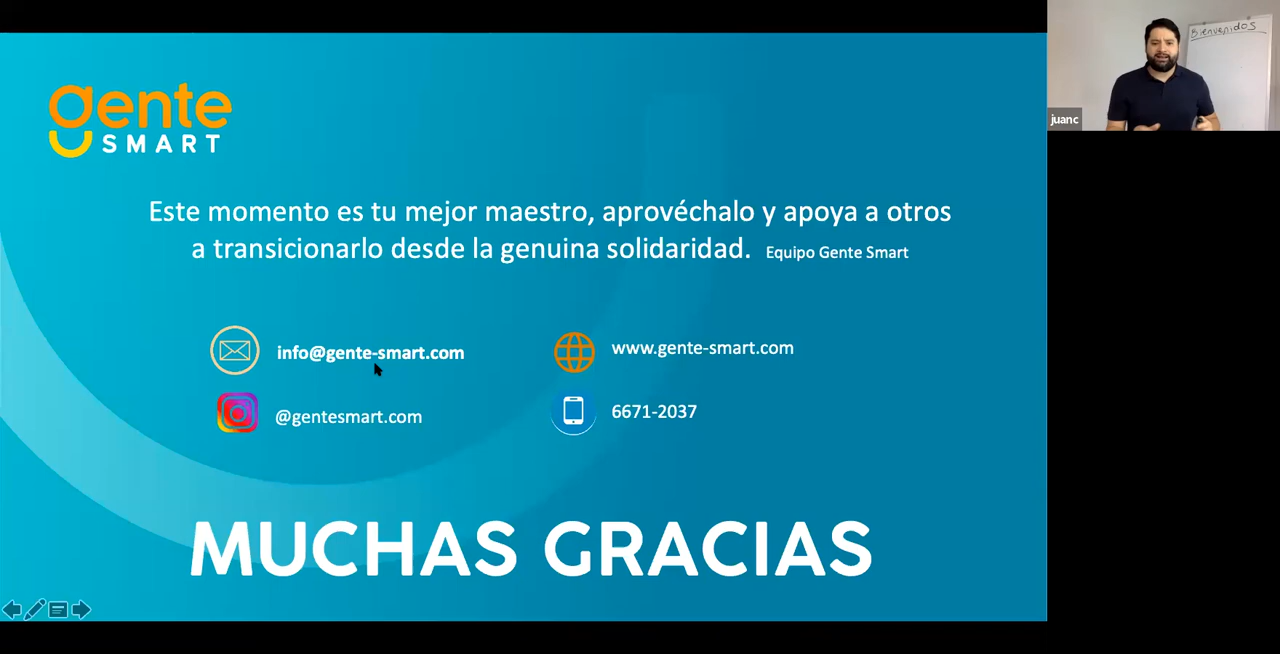 gente
SMART
Este momento es tu mejor maestro, aprovéchalo y apoya a otros
a transicionarlo desde la genuina solidaridad. Equipo Gente Smart
info@gente-smart.com
www.gente-smart.com
@gentesmart.com
6671-2037
MUCHAS GRACIAS
Bienvenidos
juanc